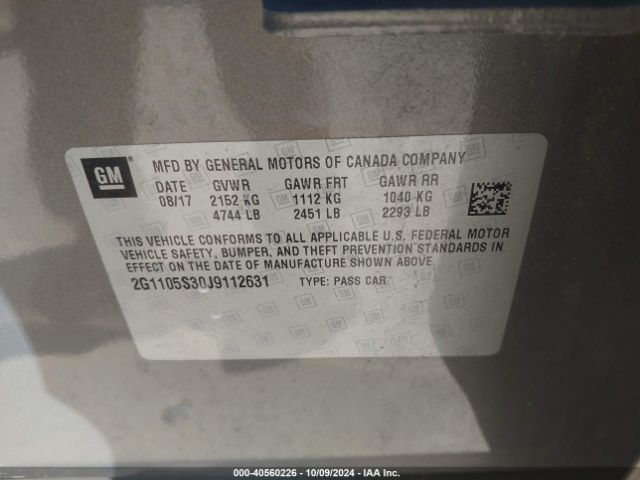 GM
MFD BY GENERAL MOTORS OF CANADA COMPANY
DATE GVWR GAWR FRT GAWR RR
08/17 2152 KG 1112 KG 1040 KG
4744 LB 2451 LB 2293 LB
THIS VEHICLE CONFORMS TO ALL APPLICABLE U.S. FEDERAL MOTOR
VEHICLE SAFETY, BUMPER, AND THEFT PREVENTION STANDARDS IN
EFFECT ON THE DATE OF MANUFACTURE SHOWN ABOVE.
2G1105S30J9112631 TYPE: PASS CAR
000-40560226 - 10/09/2024 - IAA Inc.